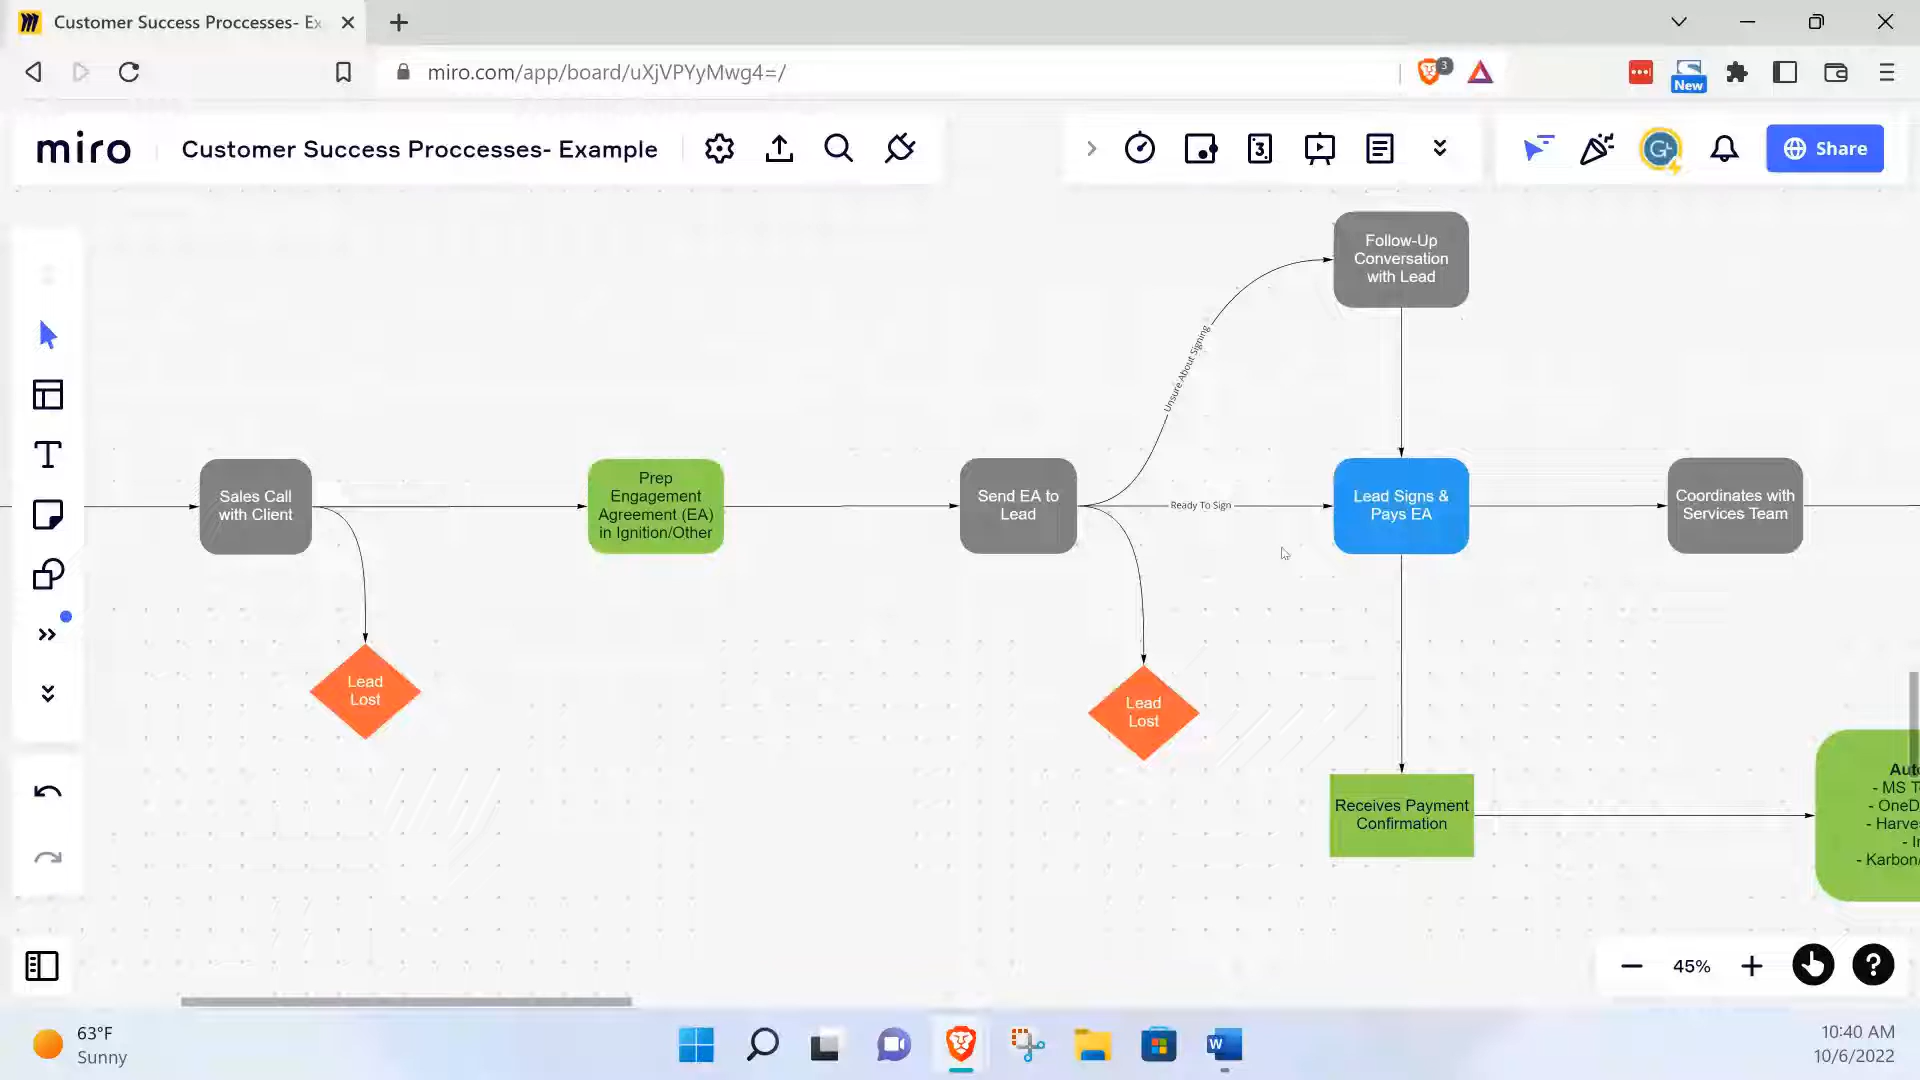 Customer Success Proccesses- Ex
miro.com/app/board/uXjVPYyMwg4=/
3
New
miro
Customer Success Proccesses- Example
3
Share
Follow-Up
Conversation
with Lead
Unsure About Signing
Sales Call
with Client
Prep
Engagement
Agreement (EA)
in Ignition/Other
Send EA to
Lead
Ready To Sign
Lead Signs &
Pays EA
Coordinates with
Services Team
Lead
Lost
Lead
Lost
Receives Payment
Confirmation
- MS T
- OneD
- Harves
- Karbon/
45%
?
63°F
Sunny
W
10:40 AM
10/6/2022